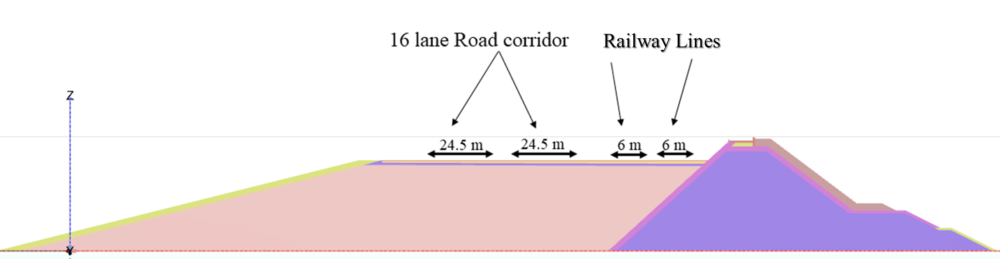 16 lane Road corridor
Railway Lines
Z
24.5 m
24.5 m
6 m
6 m
Y